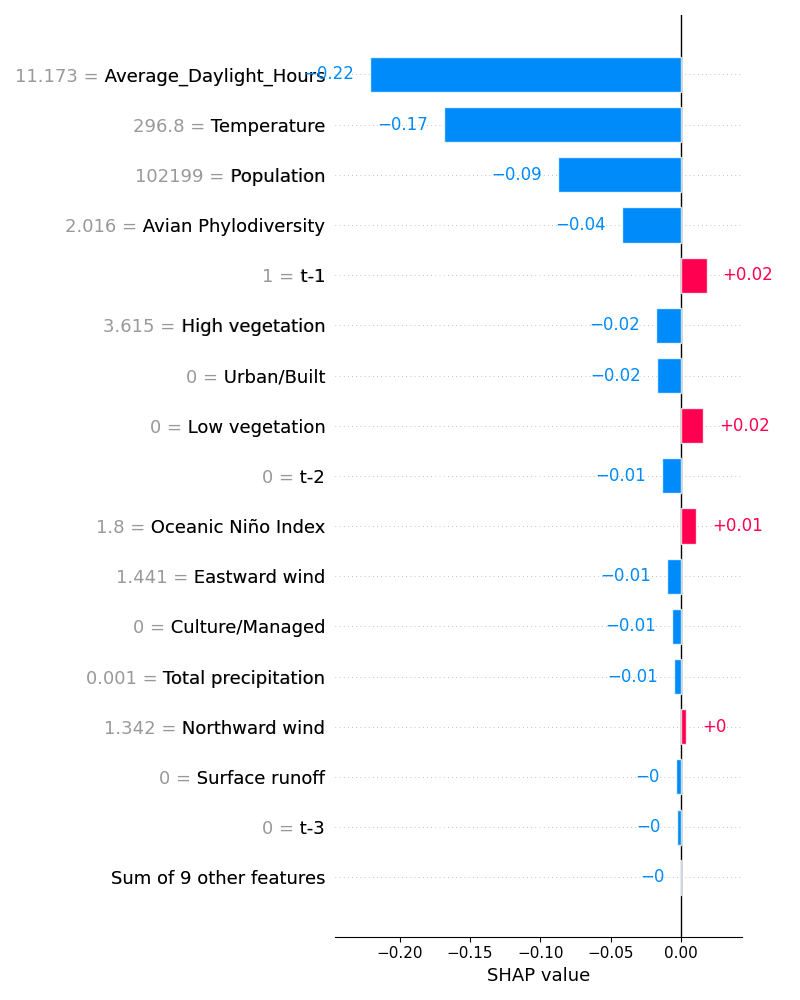 11.173 = Average_Daylight_Hours −0.22
296.8 = Temperature −0.17
102199 = Population −0.09
2.016 = Avian Phylodiversity −0.04
1 = t-1 +0.02
3.615 = High vegetation −0.02
0 = Urban/Built −0.02
0 = Low vegetation +0.02
0 = t-2 −0.01
1.8 = Oceanic Niño Index +0.01
1.441 = Eastward wind −0.01
0 = Culture/Managed −0.01
0.001 = Total precipitation −0.01
1.342 = Northward wind +0
0 = Surface runoff −0
0 = t-3 −0
Sum of 9 other features −0
−0.20 −0.15 −0.10 −0.05 0.00
SHAP value